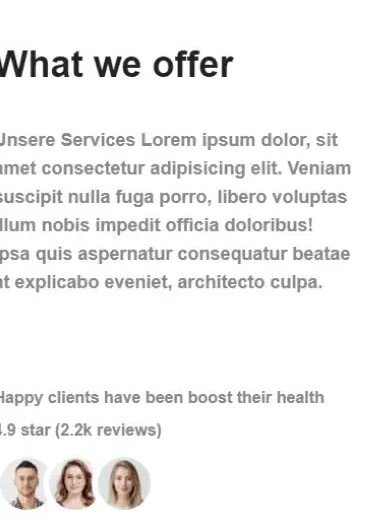 What we offer
Unsere Services Lorem ipsum dolor, sit
amet consectetur adipisicing elit. Veniam
suscipit nulla fuga porro, libero voluptas
illum nobis impedit officia doloribus!
Ipsa quis aspernatur consequatur beatae
at explicabo eveniet, architecto culpa.
Happy clients have been boost their health
4.9 star (2.2k reviews)